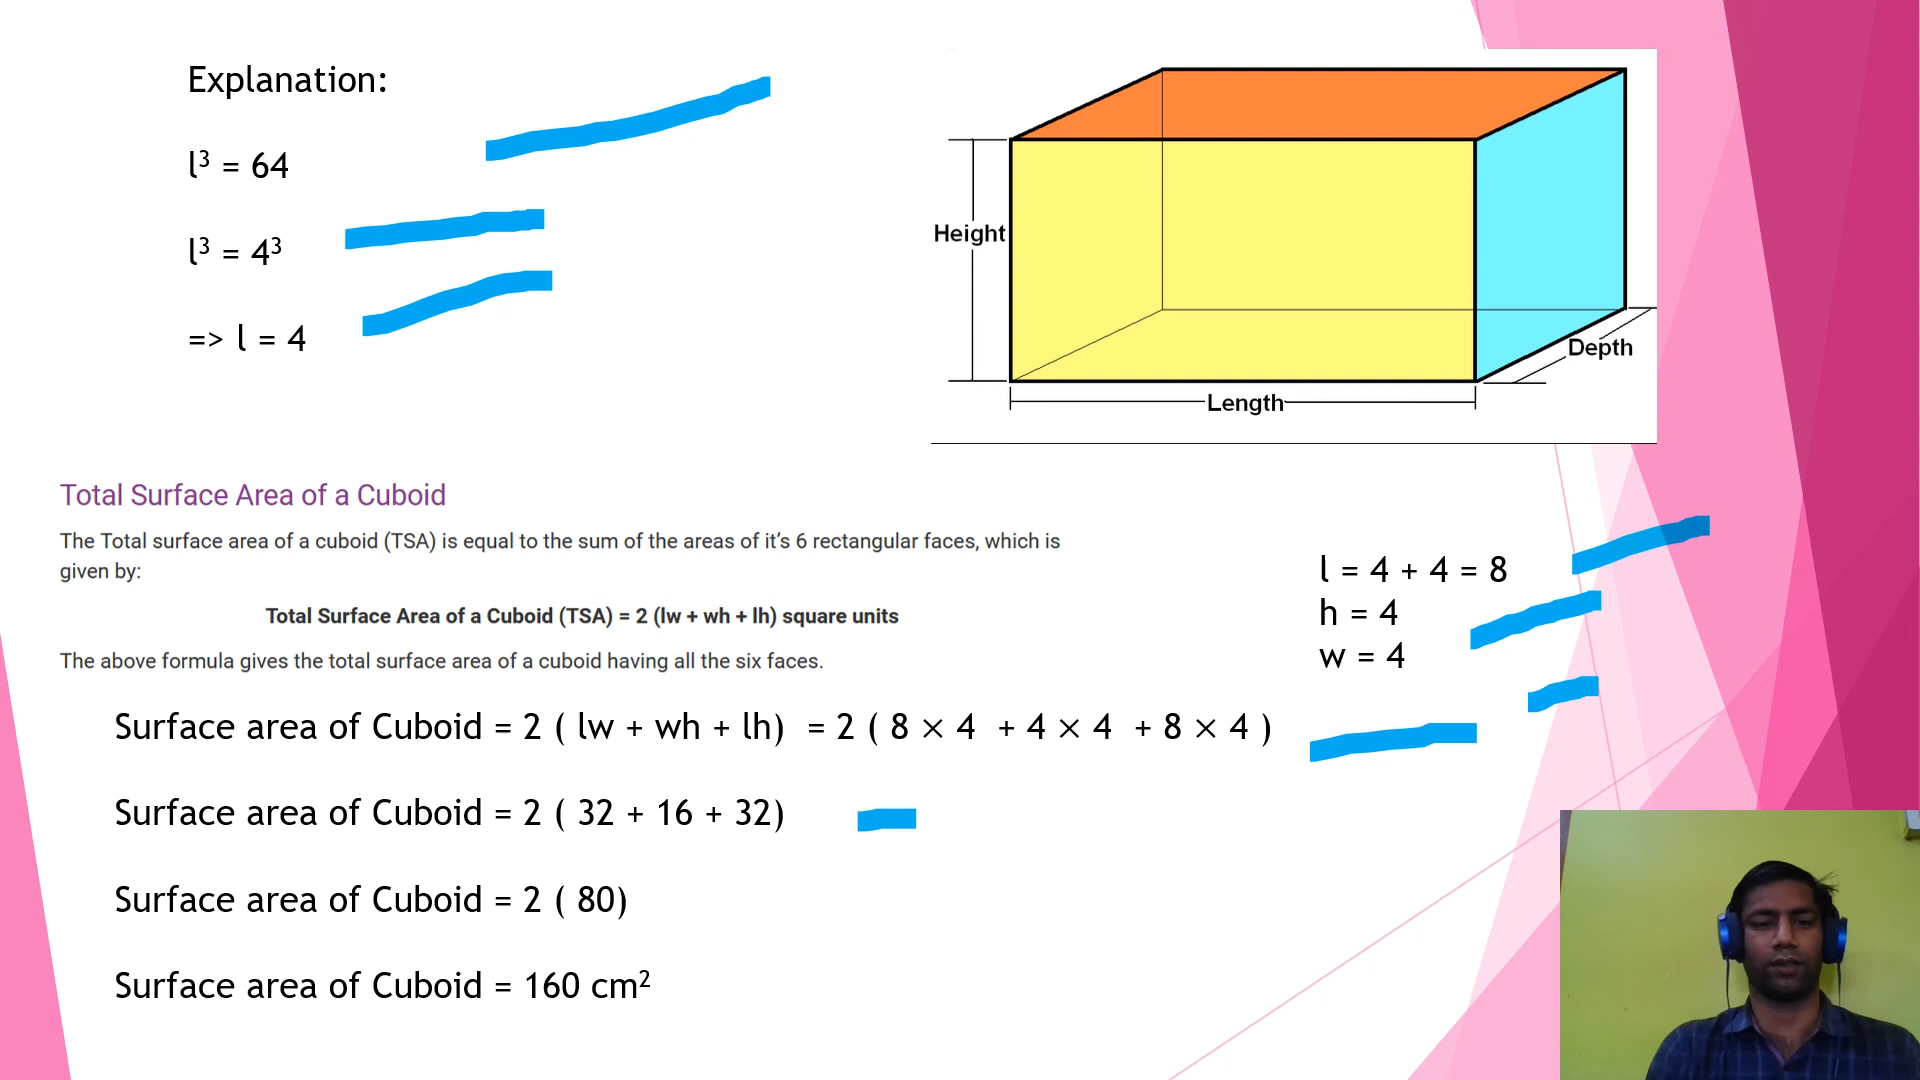 Explanation:
l³ = 64
l³ = 4³
=> l = 4
Height
Depth
Length
Total Surface Area of a Cuboid
The Total surface area of a cuboid (TSA) is equal to the sum of the areas of it’s 6 rectangular faces, which is
given by:
Total Surface Area of a Cuboid (TSA) = 2 (lw + wh + lh) square units
The above formula gives the total surface area of a cuboid having all the six faces.
l = 4 + 4 = 8
h = 4
w = 4
Surface area of Cuboid = 2 ( lw + wh + lh) = 2 ( 8 × 4 + 4 × 4 + 8 × 4 )
Surface area of Cuboid = 2 ( 32 + 16 + 32)
Surface area of Cuboid = 2 ( 80)
Surface area of Cuboid = 160 cm²